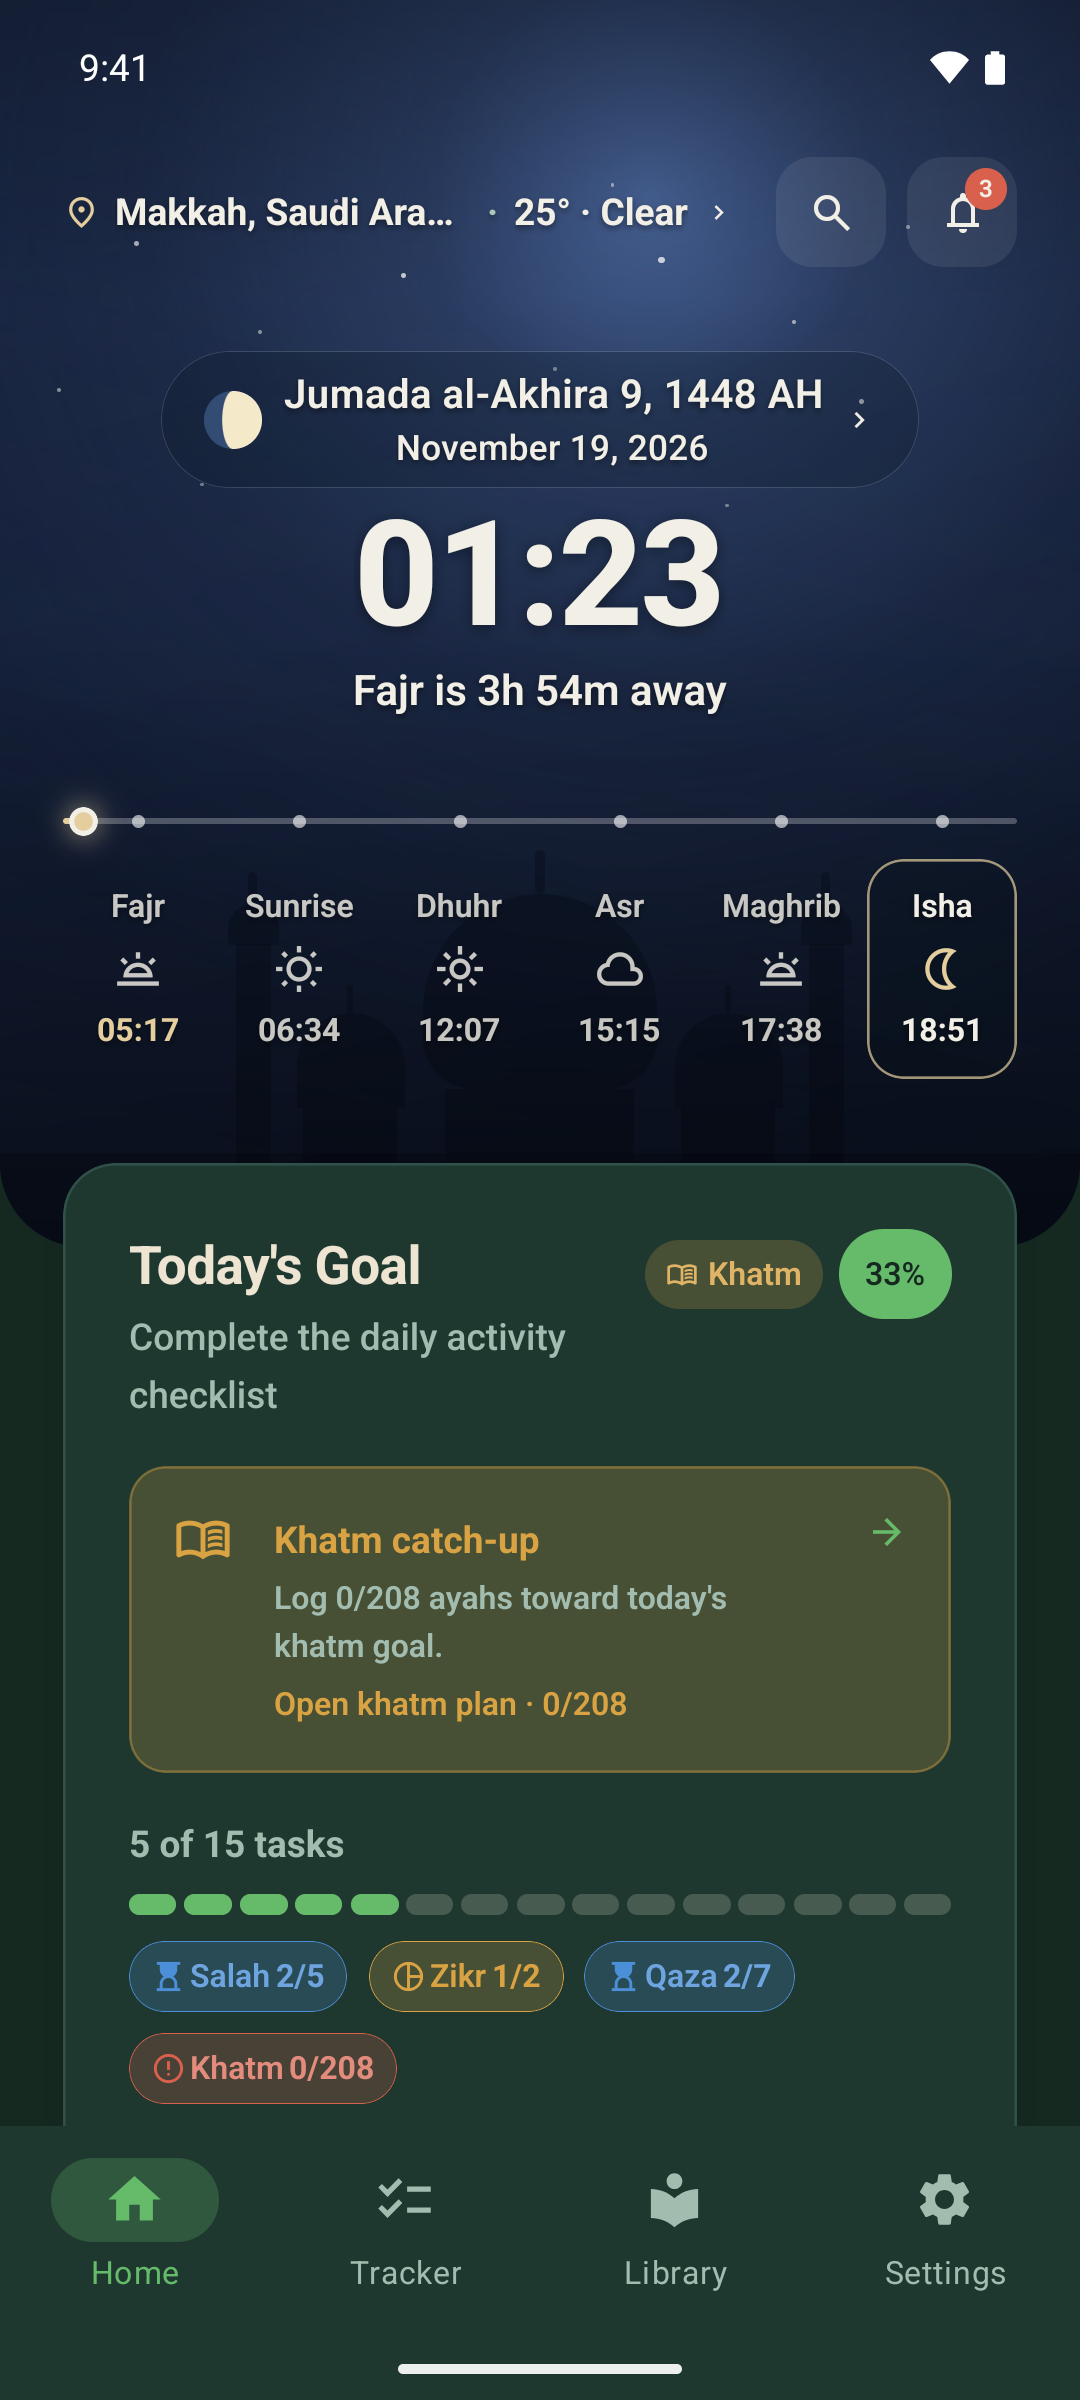 9:41
Makkah, Saudi Ara... · 25° · Clear
3
Jumada al-Akhira 9, 1448 AH
November 19, 2026
01:23
Fajr is 3h 54m away
Fajr Sunrise Dhuhr Asr Maghrib Isha
05:17 06:34 12:07 15:15 17:38 18:51
Today's Goal
Khatm 33%
Complete the daily activity
checklist
Khatm catch-up
Log 0/208 ayahs toward today's
khatm goal.
Open khatm plan · 0/208
5 of 15 tasks
Salah 2/5 Zikr 1/2 Qaza 2/7
Khatm 0/208
Home Tracker Library Settings